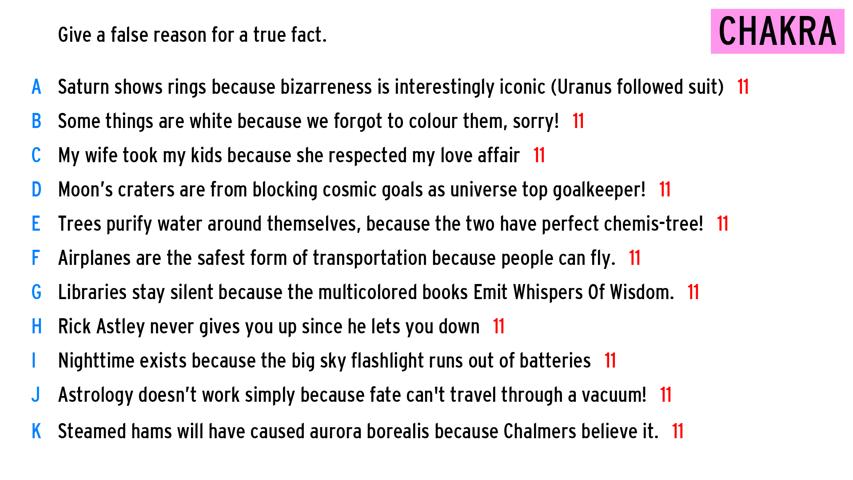 Give a false reason for a true fact.
CHAKRA
A Saturn shows rings because bizarreness is interestingly iconic (Uranus followed suit) 11
B Some things are white because we forgot to colour them, sorry! 11
C My wife took my kids because she respected my love affair 11
D Moon's craters are from blocking cosmic goals as universe top goalkeeper! 11
E Trees purify water around themselves, because the two have perfect chemis-tree! 11
F Airplanes are the safest form of transportation because people can fly. 11
G Libraries stay silent because the multicolored books Emit Whispers Of Wisdom. 11
H Rick Astley never gives you up since he lets you down 11
I Nighttime exists because the big sky flashlight runs out of batteries 11
J Astrology doesn't work simply because fate can't travel through a vacuum! 11
K Steamed hams will have caused aurora borealis because Chalmers believe it. 11